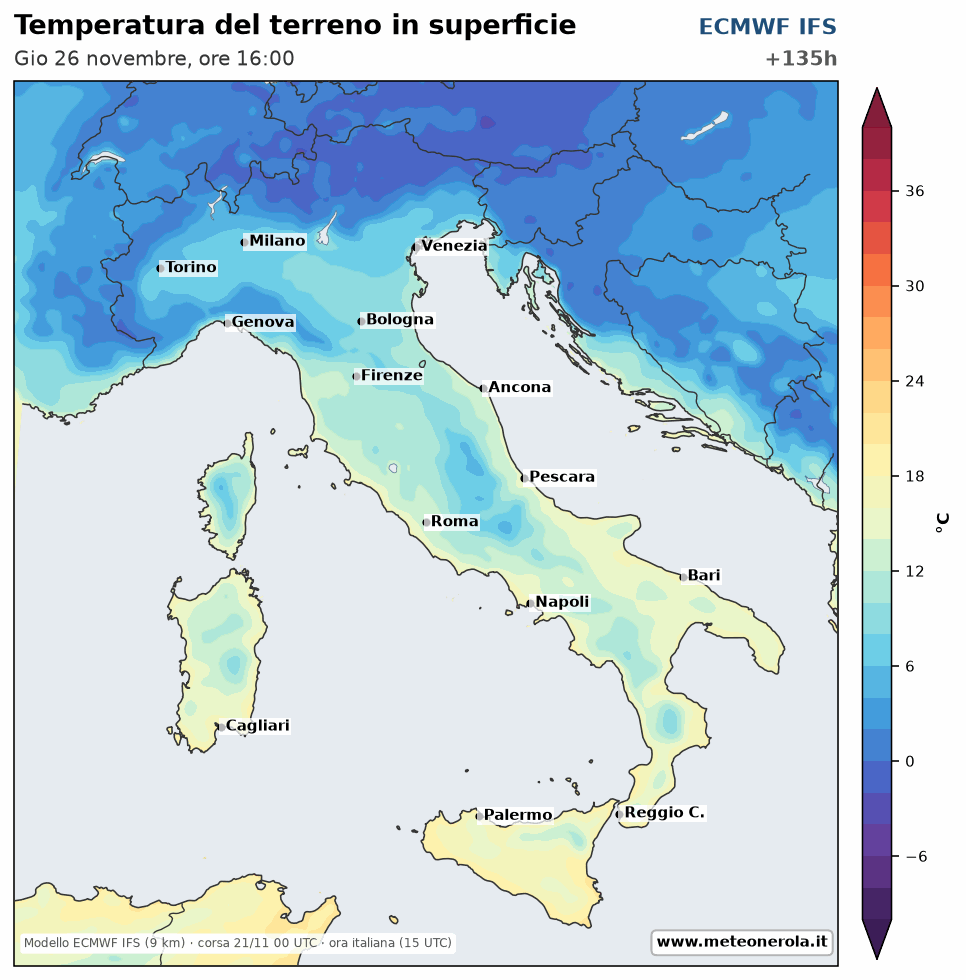 Temperatura del terreno in superficie
ECMWF IFS
Gio 26 novembre, ore 16:00
+135h
Milano
Venezia
Torino
Genova
Bologna
Firenze
Ancona
Pescara
Roma
Bari
Napoli
Cagliari
Palermo
Reggio C.
36
30
24
18
12
6
0
−6
°C
Modello ECMWF IFS (9 km) · corsa 21/11 00 UTC · ora italiana (15 UTC)
www.meteonerola.it